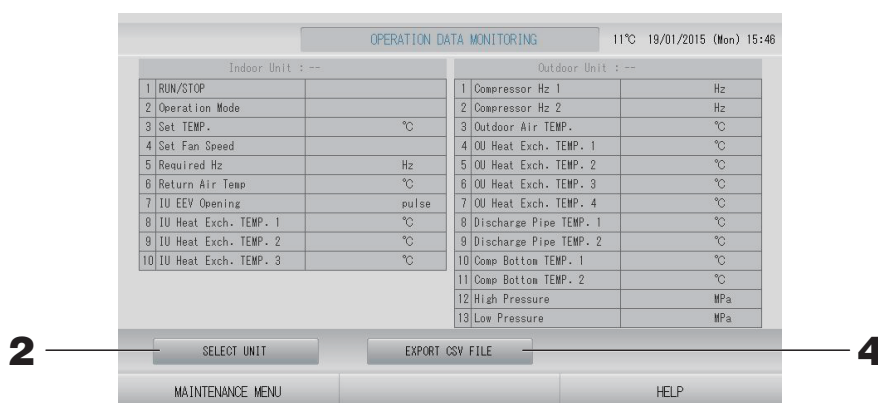 OPERATION DATA MONITORING 11℃ 19/01/2015 (Mon) 15:46
Indoor Unit : --
1 RUN/STOP
2 Operation Mode
3 Set TEMP. ℃
4 Set Fan Speed
5 Required Hz Hz
6 Return Air Temp ℃
7 IU EEV Opening pulse
8 IU Heat Exch. TEMP. 1 ℃
9 IU Heat Exch. TEMP. 2 ℃
10 IU Heat Exch. TEMP. 3 ℃
Outdoor Unit : --
1 Compressor Hz 1 Hz
2 Compressor Hz 2 Hz
3 Outdoor Air TEMP. ℃
4 OU Heat Exch. TEMP. 1 ℃
5 OU Heat Exch. TEMP. 2 ℃
6 OU Heat Exch. TEMP. 3 ℃
7 OU Heat Exch. TEMP. 4 ℃
8 Discharge Pipe TEMP. 1 ℃
9 Discharge Pipe TEMP. 2 ℃
10 Comp Bottom TEMP. 1 ℃
11 Comp Bottom TEMP. 2 ℃
12 High Pressure MPa
13 Low Pressure MPa
2 SELECT UNIT EXPORT CSV FILE 4
MAINTENANCE MENU HELP